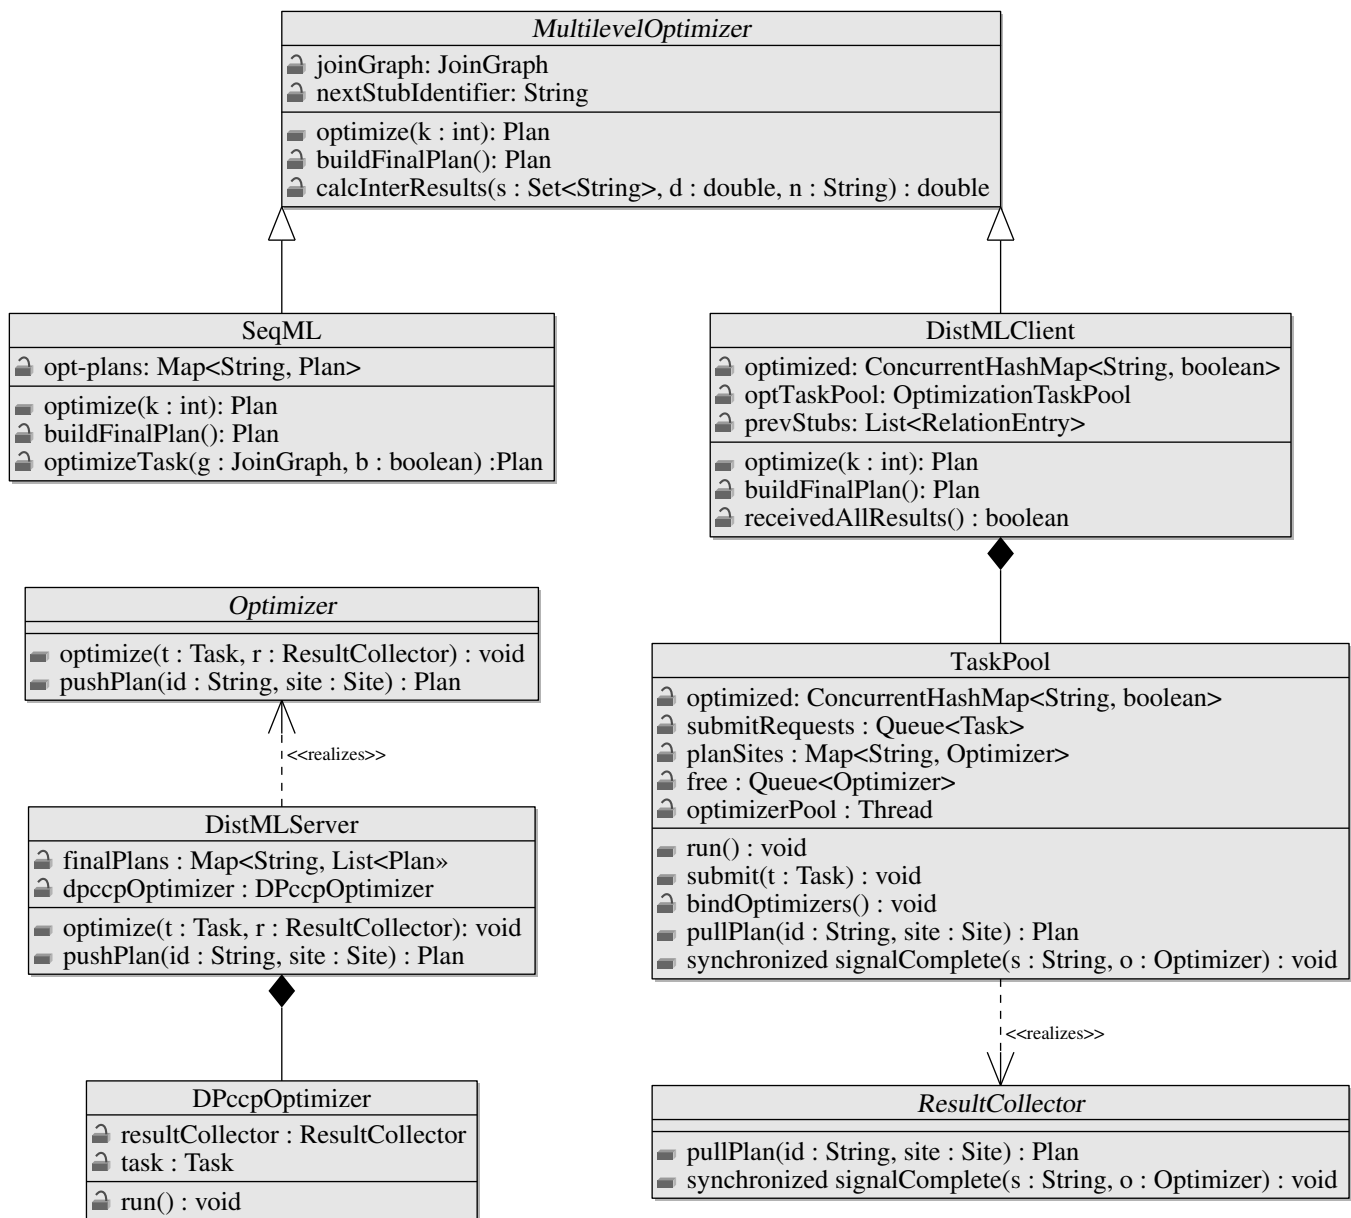 MultilevelOptimizer
joinGraph: JoinGraph
nextStubIdentifier: String
optimize(k : int): Plan
buildFinalPlan(): Plan
calcInterResults(s : Set<String>, d : double, n : String) : double
SeqML
opt-plans: Map<String, Plan>
optimize(k : int): Plan
buildFinalPlan(): Plan
optimizeTask(g : JoinGraph, b : boolean) :Plan
DistMLClient
optimized: ConcurrentHashMap<String, boolean>
optTaskPool: OptimizationTaskPool
prevStubs: List<RelationEntry>
optimize(k : int): Plan
buildFinalPlan(): Plan
receivedAllResults() : boolean
Optimizer
optimize(t : Task, r : ResultCollector) : void
pushPlan(id : String, site : Site) : Plan
<<realizes>>
DistMLServer
finalPlans : Map<String, List<Plan»
dpccpOptimizer : DPccpOptimizer
optimize(t : Task, r : ResultCollector): void
pushPlan(id : String, site : Site) : Plan
DPccpOptimizer
resultCollector : ResultCollector
task : Task
run() : void
TaskPool
optimized: ConcurrentHashMap<String, boolean>
submitRequests : Queue<Task>
planSites : Map<String, Optimizer>
free : Queue<Optimizer>
optimizerPool : Thread
run() : void
submit(t : Task) : void
bindOptimizers() : void
pullPlan(id : String, site : Site) : Plan
synchronized signalComplete(s : String, o : Optimizer) : void
<<realizes>>
ResultCollector
pullPlan(id : String, site : Site) : Plan
synchronized signalComplete(s : String, o : Optimizer) : void